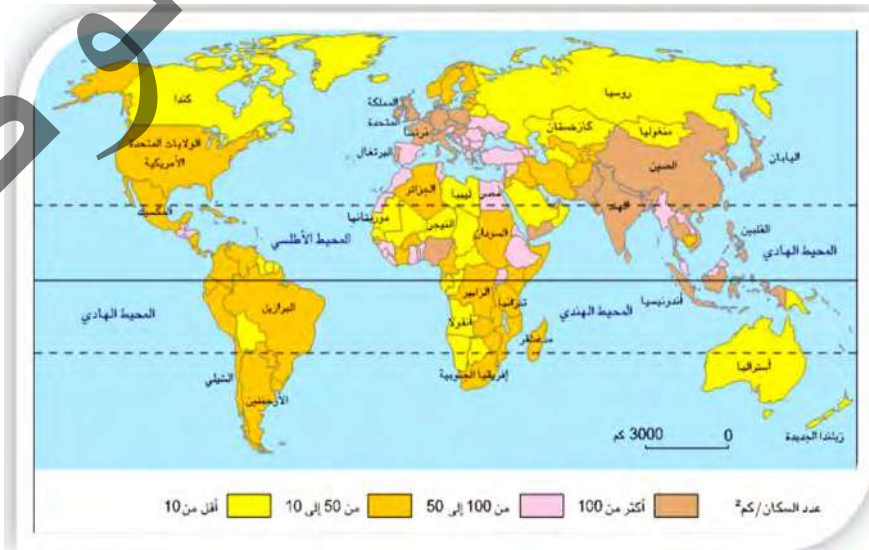 روسيا
كندا
المملكة
المتحدة
كازخستان
منغوليا
فرنسا
الولايات المتحدة
الأمريكية
البرتغال
الصين
اليابان
الجزائر
ليبيا
مصر
الهند
المكسيك
موريتانيا
النيجر
السودان
الفلبين
المحيط الأطلسي
المحيط الهادي
البرازيل
الزايير
تنزانيا
المحيط الهندي
أندونيسيا
المحيط الهادي
أنغولا
مدغشقر
أستراليا
الشيلي
إفريقيا الجنوبية
الأرجنتين
زيلندا الجديدة
3000 كم
0
عدد السكان/كم²
أكثر من 100
من 100 إلى 50
من 50 إلى 10
أقل من 10